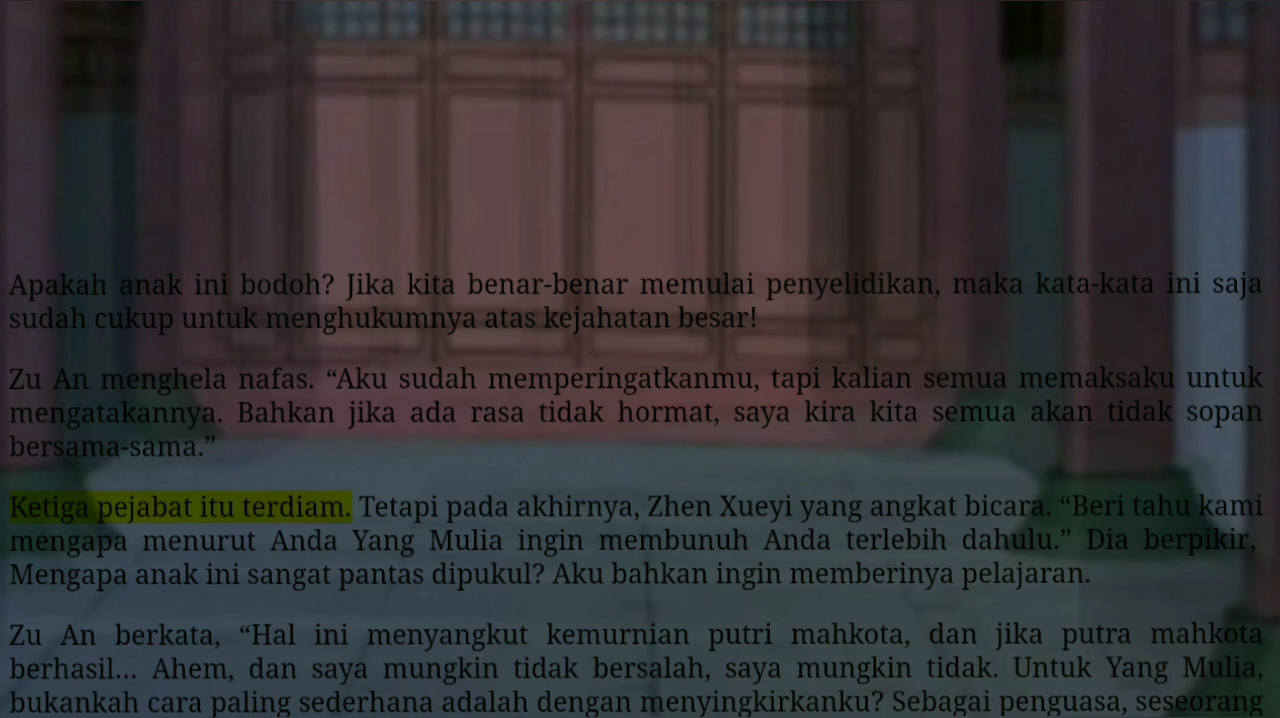 Apakah anak ini bodoh? Jika kita benar-benar memulai penyelidikan, maka kata-kata ini saja
sudah cukup untuk menghukumnya atas kejahatan besar!
Zu An menghela nafas. “Aku sudah memperingatkanmu, tapi kalian semua memaksaku untuk
mengatakannya. Bahkan jika ada rasa tidak hormat, saya kira kita semua akan tidak sopan
bersama-sama.”
Ketiga pejabat itu terdiam. Tetapi pada akhirnya, Zhen Xueyi yang angkat bicara. “Beri tahu kami
mengapa menurut Anda Yang Mulia ingin membunuh Anda terlebih dahulu.” Dia berpikir,
Mengapa anak ini sangat pantas dipukul? Aku bahkan ingin memberinya pelajaran.
Zu An berkata, “Hal ini menyangkut kemurnian putri mahkota, dan jika putra mahkota
berhasil… Ahem, dan saya mungkin tidak bersalah, saya mungkin tidak. Untuk Yang Mulia,
bukankah cara paling sederhana adalah dengan menyingkirkanku? Sebagai penguasa, seseorang